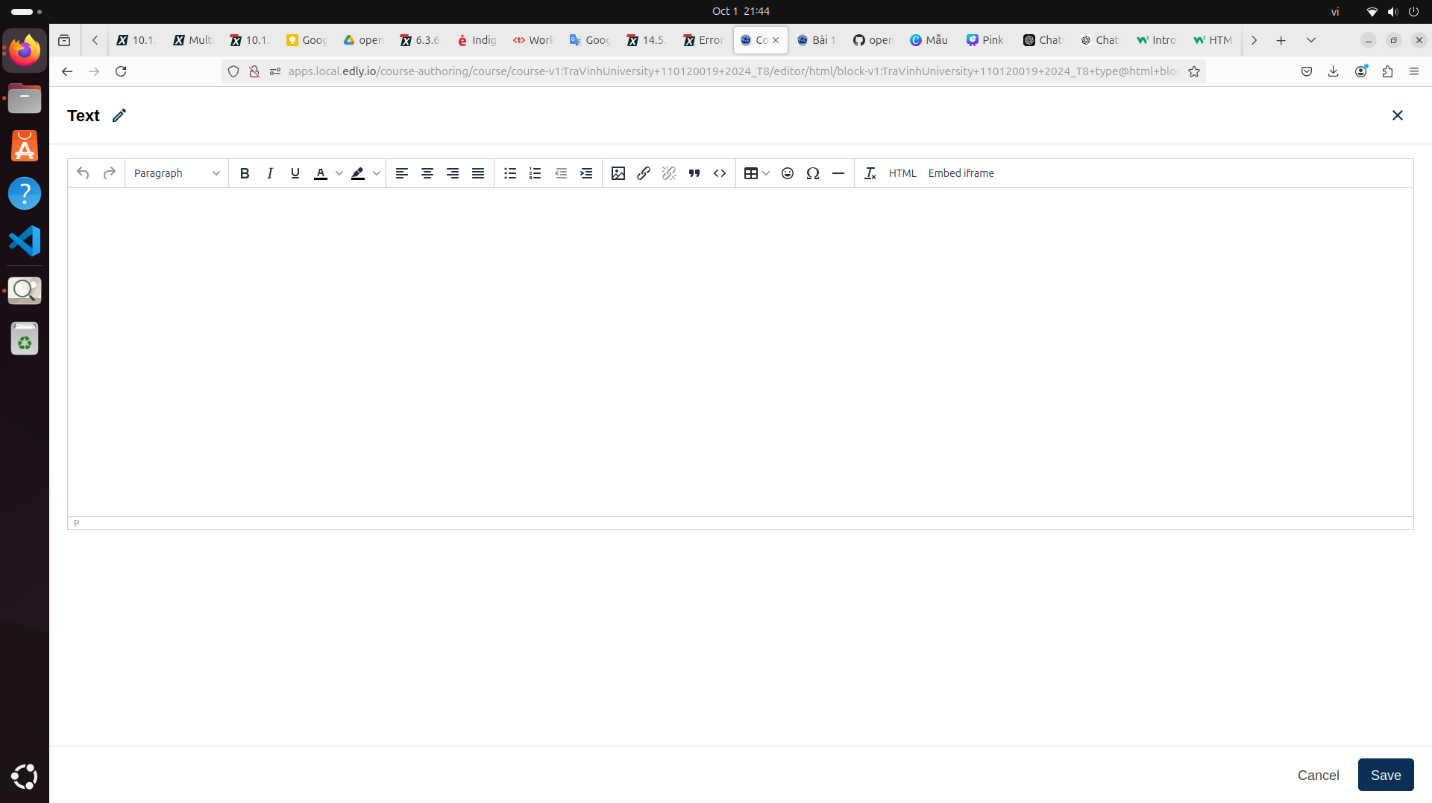 Oct 1 21:44
vi
10.1.
Mult
10.1
Goog
open
6.3.6
Indig
Work
Goog
14.5.
Error
Co
Bài 1
open
Mẫu
Pink
Chat
Chat
Intro
HTM
apps.local.edly.io/course-authoring/course/course-v1:TraVinhUniversity+110120019+2024_T8/editor/html/block-v1:TraVinhUniversity+110120019+2024_T8+type@html+bloc
Text
Paragraph
B I U A
HTML
Embed iframe
P
Cancel
Save